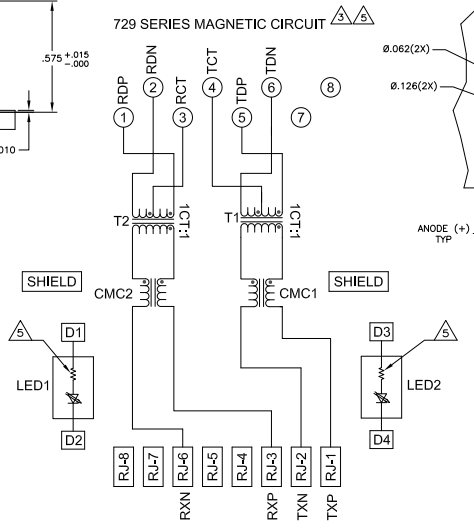 729 SERIES MAGNETIC CIRCUIT 3 5
.575 +.015 -.000
010
Ø.062(2X)
Ø.126(2X)
ANODE (+)
TYP
RDP
RDN
RCT
TCT
TDP
TDN
1
2
3
4
5
6
7
8
T2
1CT:1
T1
1CT:1
SHIELD
CMC2
CMC1
SHIELD
5
D1
LED1
D2
D3
5
LED2
D4
RJ-8
RJ-7
RJ-6
RJ-5
RJ-4
RJ-3
RJ-2
RJ-1
RXN
RXP
TXN
TXP